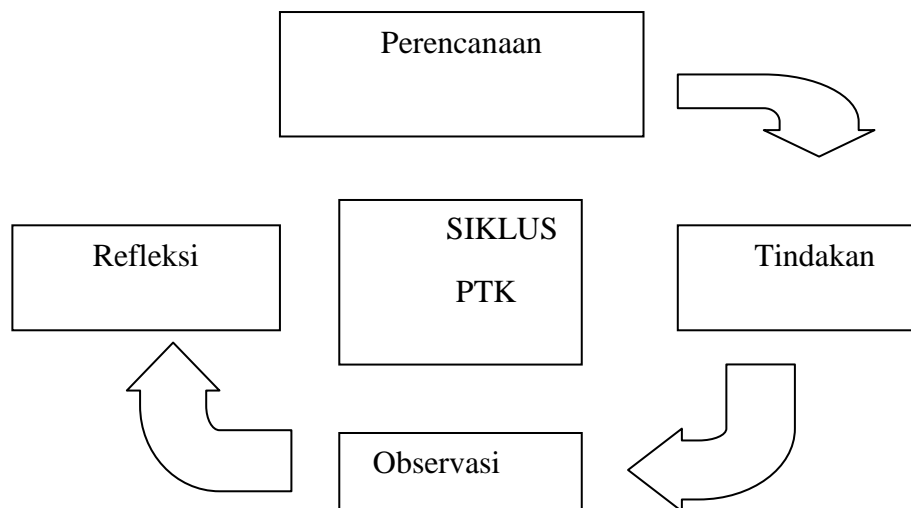 Perencanaan
SIKLUS
PTK
Refleksi
Tindakan
Observasi